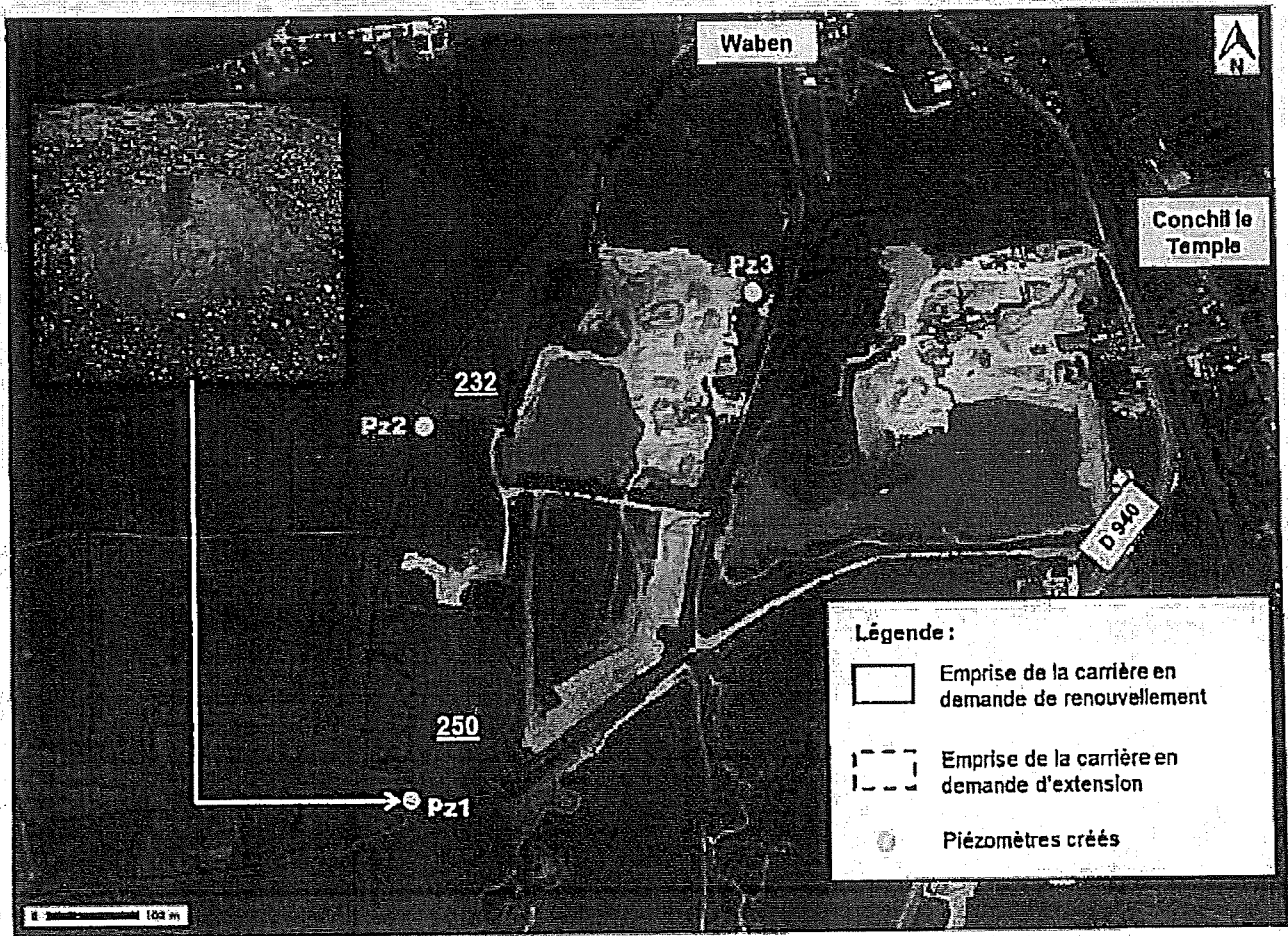 Waben
N
Conchil le
Temple
Pz3
232
Pz2
D 940
250
Pz1
Légende :
Emprise de la carrière en
demande de renouvellement
Emprise de la carrière en
demande d'extension
Piézomètres créés